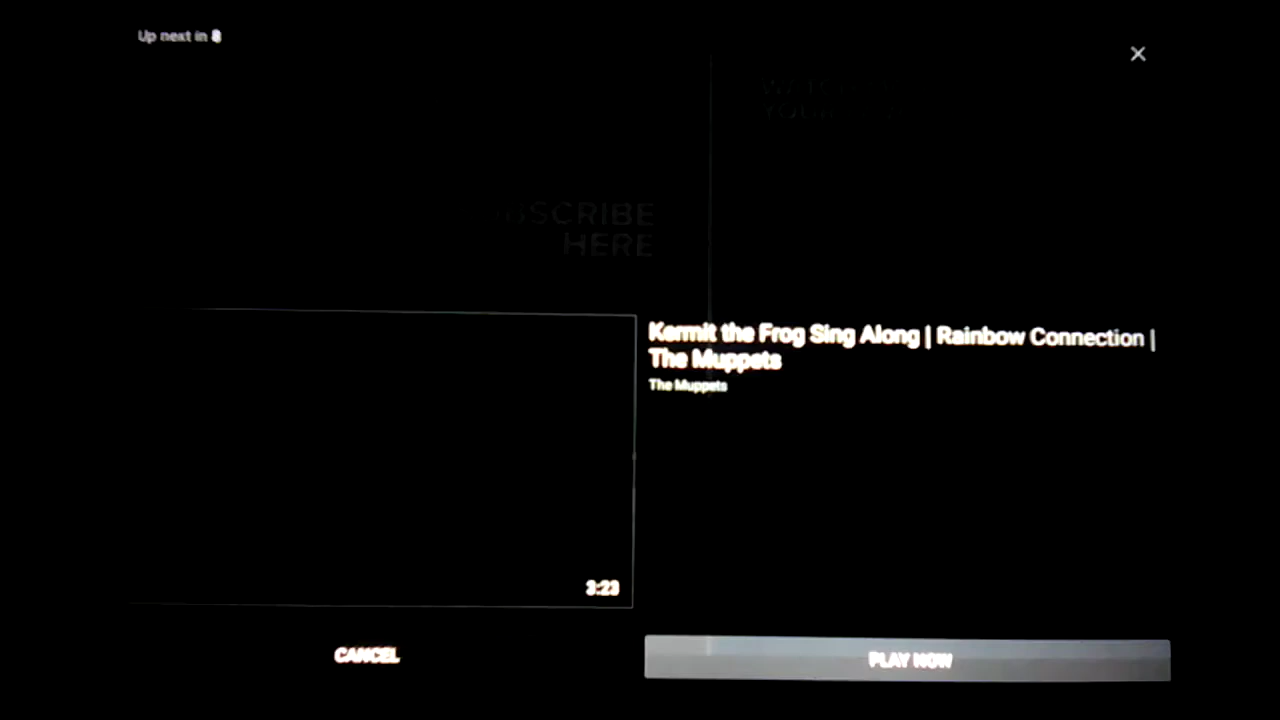 Up next in 8
SCRIBE
HERE
Kermit the Frog Sing Along | Rainbow Connection |
The Muppets
The Muppets
3:23
CANCEL
PLAY NOW